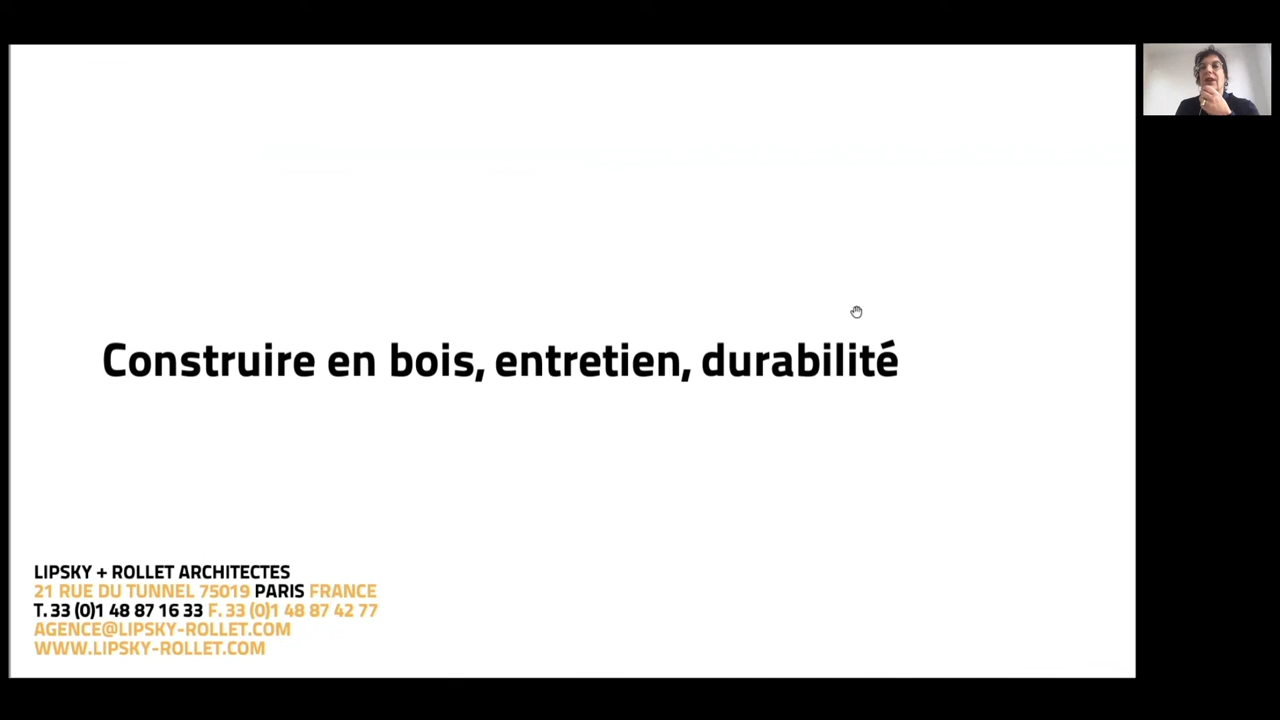 Construire en bois, entretien, durabilité
LIPSKY + ROLLET ARCHITECTES
21 RUE DU TUNNEL 75019 PARIS FRANCE
T. 33 (0)1 48 87 16 33 F. 33 (0)1 48 87 42 77
AGENCE@LIPSKY-ROLLET.COM
WWW.LIPSKY-ROLLET.COM